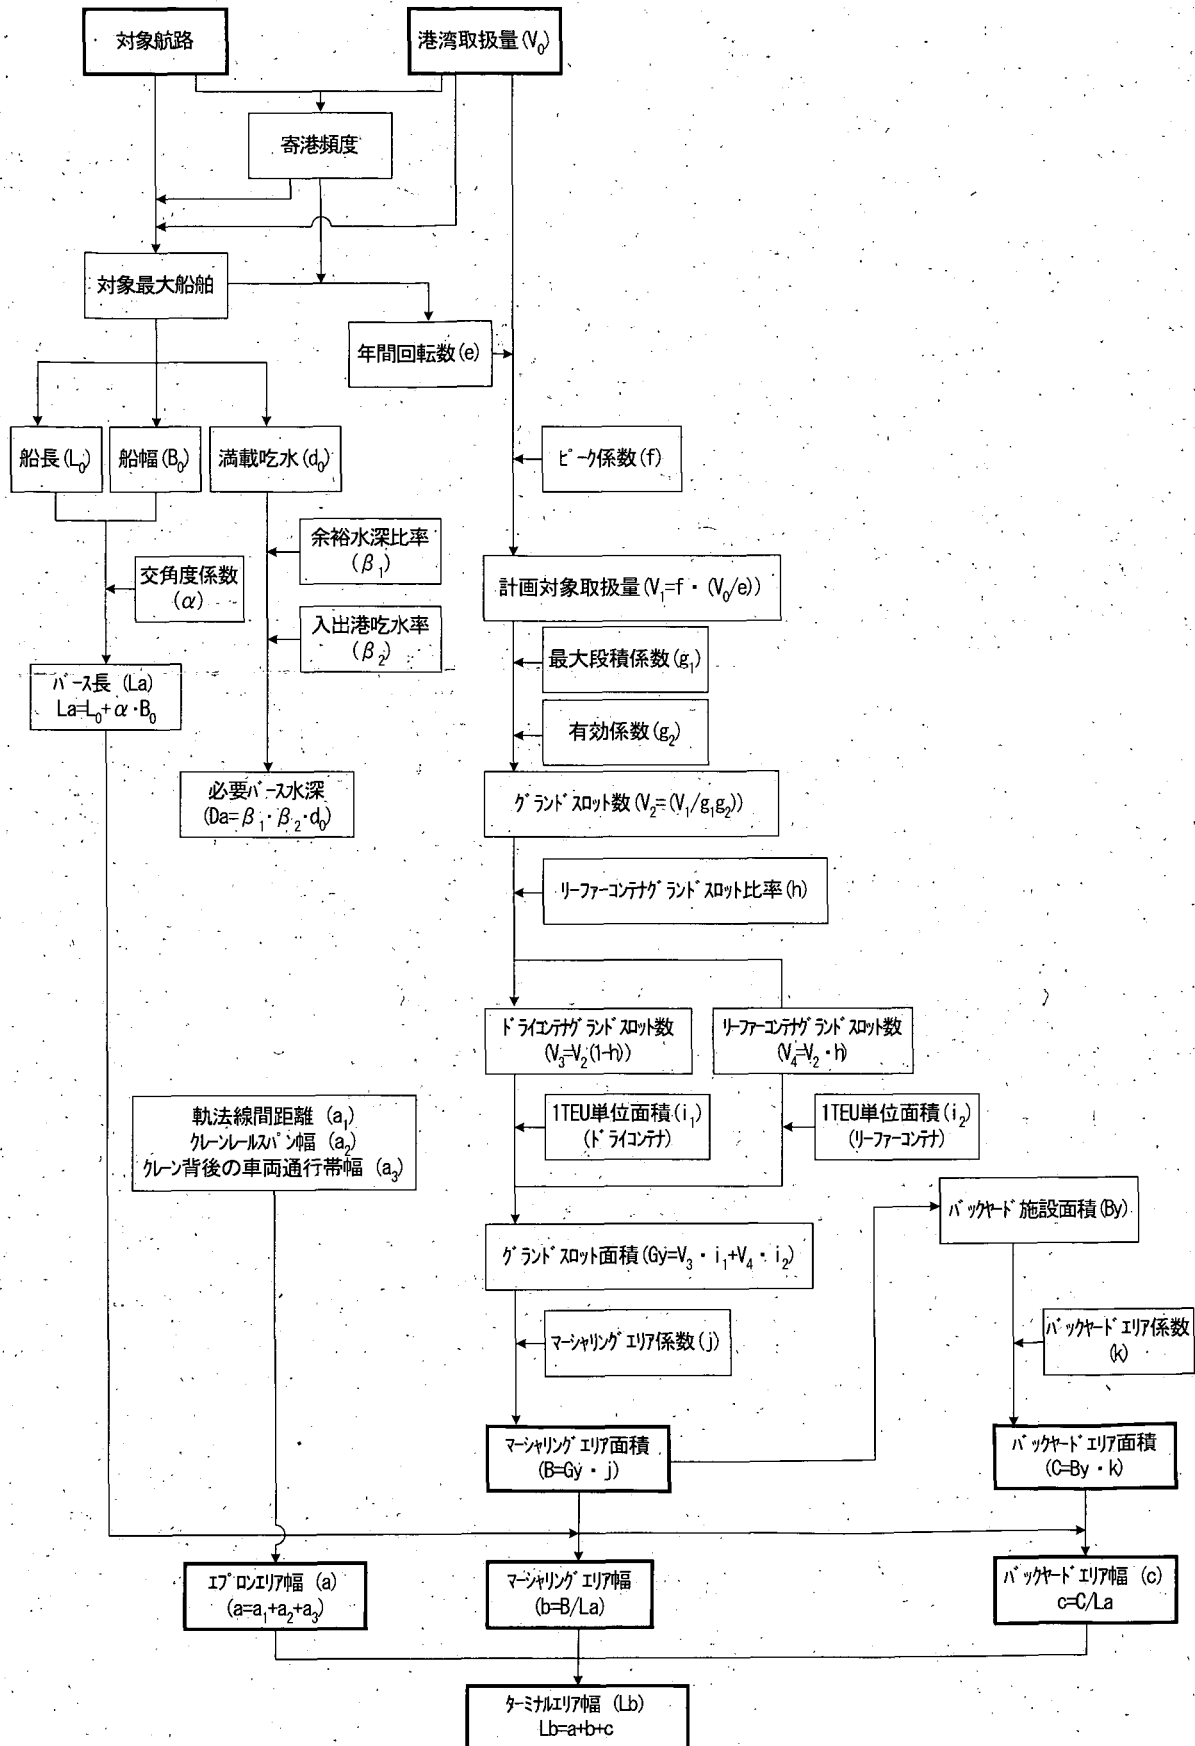 対象航路
港湾取扱量(V₀)
寄港頻度
対象最大船舶
年間回転数(e)
船長(L₀)
船幅(B₀)
満載吃水(d₀)
ピーク係数(f)
余裕水深比率
(β₁)
交角度係数
(α)
計画対象取扱量(V₁=f・(V₀/e))
入出港吃水率
(β₂)
最大段積係数(g₁)
バース長 (La)
La=L₀+α・B₀
有効係数(g₂)
必要バース水深
(Da=β₁・β₂・d₀)
グランドスロット数(V₂=(V₁/g₁g₂))
リーファーコンテナグランドスロット比率(h)
ドライコンテナグランドスロット数
(V₃=V₂(1-h))
リーファーコンテナグランドスロット数
(V₄=V₂・h)
1TEU単位面積(i₁)
(ドライコンテナ)
1TEU単位面積(i₂)
(リーファーコンテナ)
軌法線間距離 (a₁)
クレーンレールスパン幅 (a₂)
クレーン背後の車両通行帯幅 (a₃)
バックヤード施設面積(By)
グランドスロット面積(Gy=V₃・i₁+V₄・i₂)
マーシャリングエリア係数(j)
バックヤードエリア係数
(k)
マーシャリングエリア面積
(B=Gy・j)
バックヤードエリア面積
(C=By・k)
エプロンエリア幅 (a)
(a=a₁+a₂+a₃)
マーシャリングエリア幅
(b=B/La)
バックヤードエリア幅 (c)
c=C/La
ターミナルエリア幅 (Lb)
Lb=a+b+c